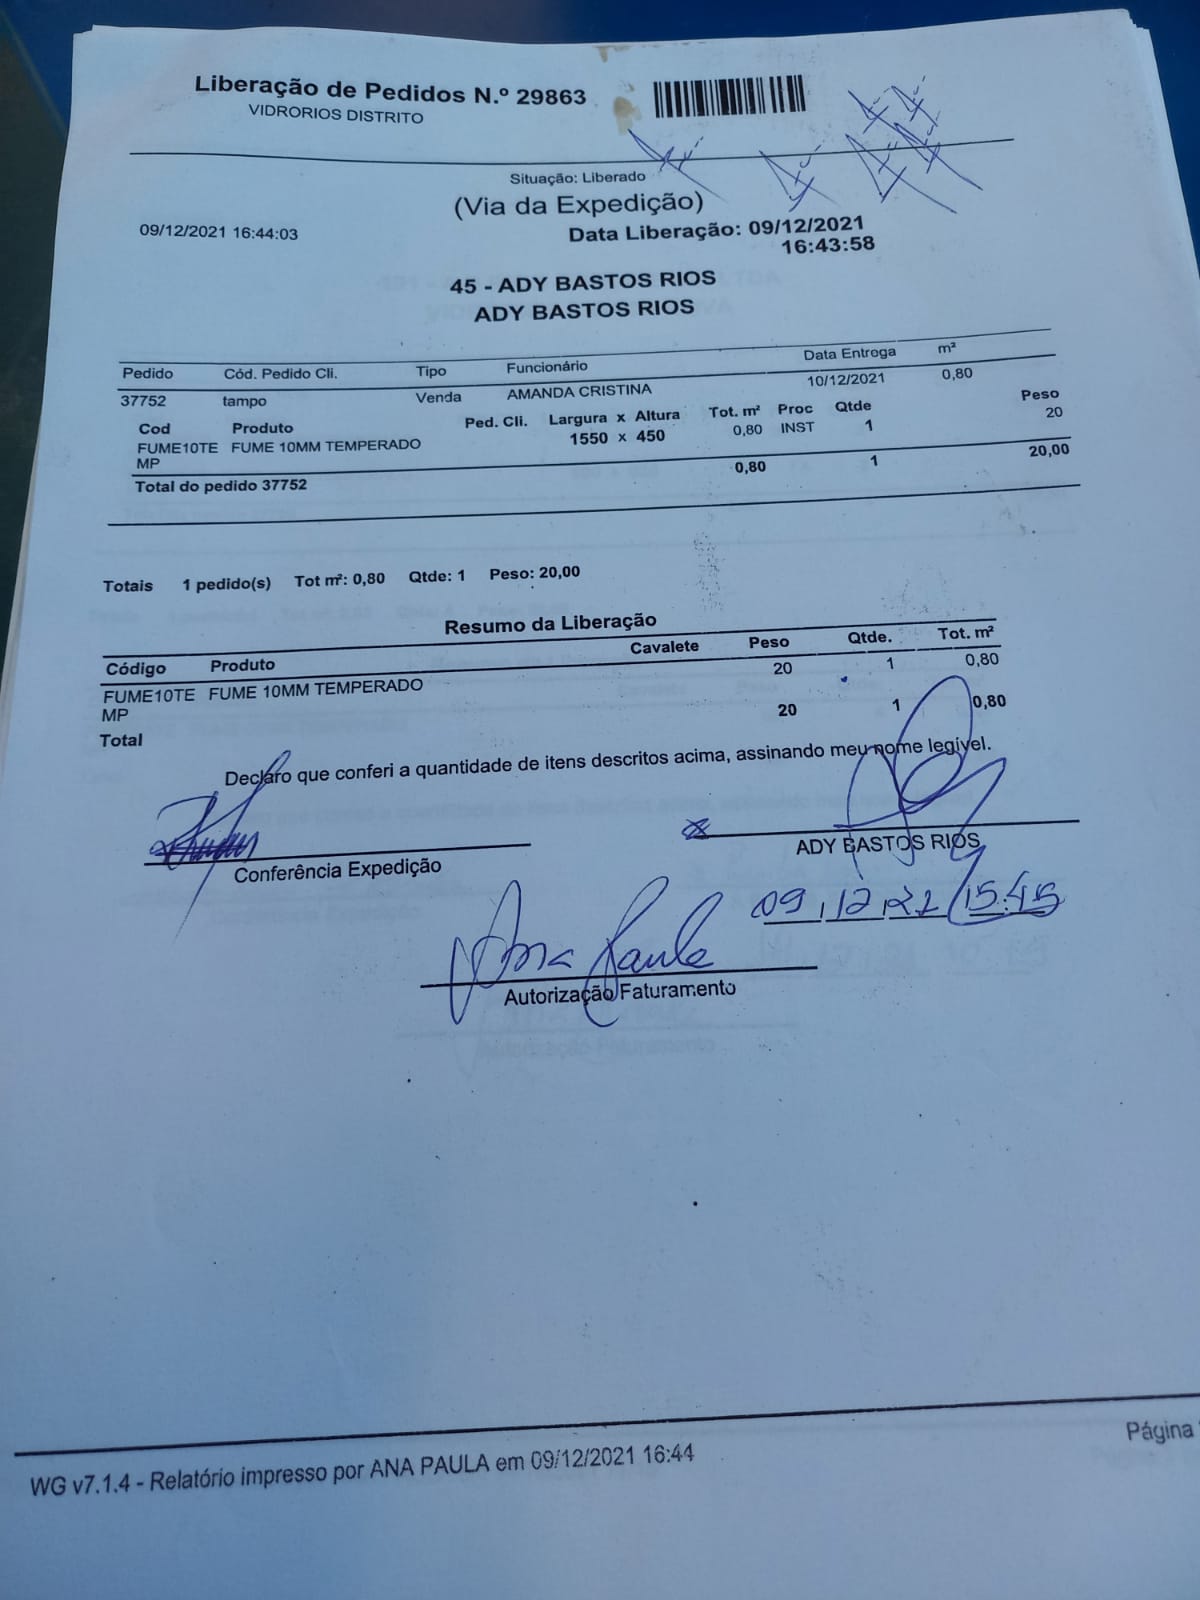 Liberação de Pedidos N.º 29863
VIDRORIOS DISTRITO
Situação: Liberado
(Via da Expedição)
09/12/2021 16:44:03
Data Liberação: 09/12/2021
16:43:58
45 - ADY BASTOS RIOS
ADY BASTOS RIOS
Pedido Cód. Pedido Cli. Tipo Funcionário Data Entrega m²
37752 tampo Venda AMANDA CRISTINA 10/12/2021 0,80
Cod Produto Ped. Cli. Largura x Altura Tot. m² Proc Qtde Peso
FUME10TE FUME 10MM TEMPERADO 1550 x 450 0,80 INST 1 20
MP
Total do pedido 37752 0,80 1 20,00
Totais 1 pedido(s) Tot m²: 0,80 Qtde: 1 Peso: 20,00
Resumo da Liberação
Código Produto Cavalete Peso Qtde. Tot. m²
FUME10TE FUME 10MM TEMPERADO 20 1 0,80
MP
Total 20 1 0,80
Declaro que conferi a quantidade de itens descritos acima, assinando meu nome legível.
Conferência Expedição
ADY BASTOS RIOS
09/12/21 15:45
Ana Paula
Autorização Faturamento
WG v7.1.4 - Relatório impresso por ANA PAULA em 09/12/2021 16:44
Página